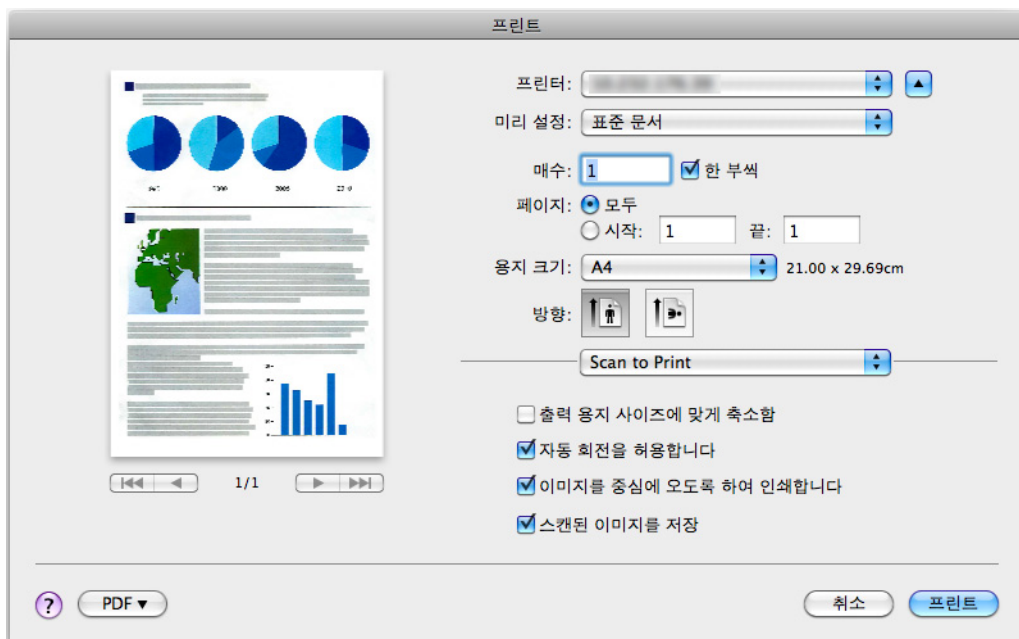 프린트
프린터:
미리 설정: 표준 문서
매수: 1 한 부씩
페이지: 모두
시작: 1 끝: 1
용지 크기: A4 21.00 x 29.69cm
방향:
Scan to Print
출력 용지 사이즈에 맞게 축소함
자동 회전을 허용합니다
이미지를 중심에 오도록 하여 인쇄합니다
스캔된 이미지를 저장
2005
1/1
? PDF ▼ 취소 프린트